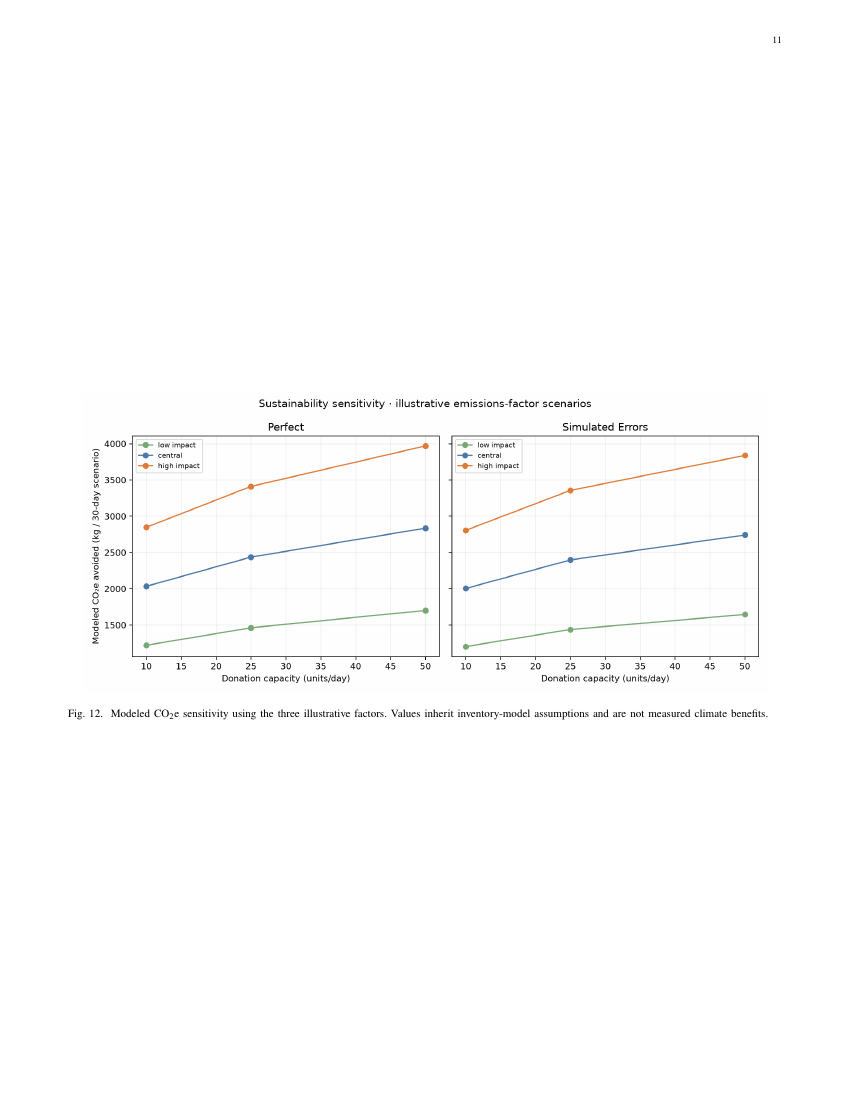 11
Sustainability sensitivity · illustrative emissions-factor scenarios
Perfect
Simulated Errors
Modeled CO₂e avoided (kg / 30-day scenario)
4000
3500
3000
2500
2000
1500
low impact
central
high impact
low impact
central
high impact
10 15 20 25 30 35 40 45 50
10 15 20 25 30 35 40 45 50
Donation capacity (units/day)
Donation capacity (units/day)
Fig. 12. Modeled CO₂e sensitivity using the three illustrative factors. Values inherit inventory-model assumptions and are not measured climate benefits.